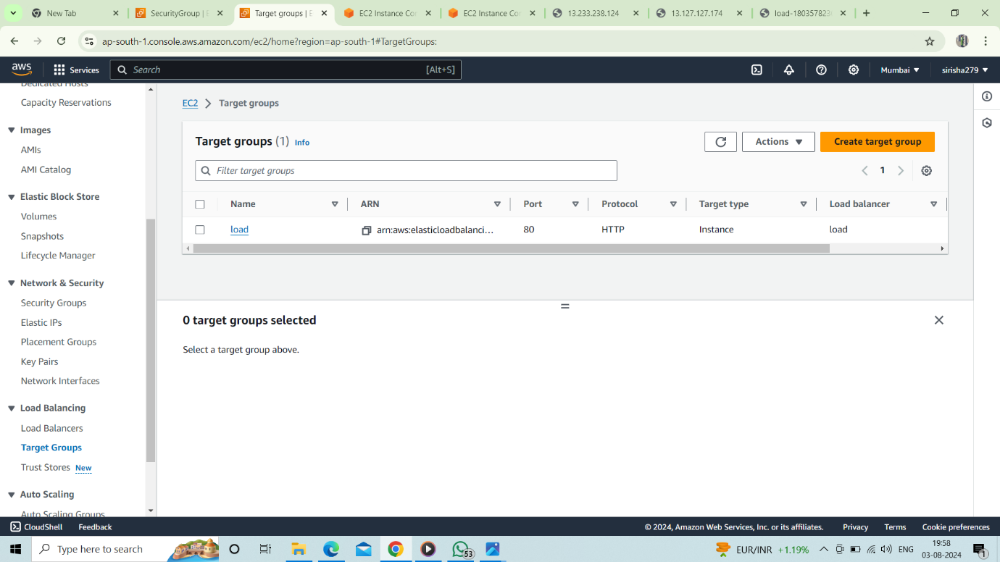 New Tab
SecurityGroup | E
Target groups | E
EC2 Instance Cor
EC2 Instance Cor
13.233.238.124
13.127.127.174
load-180357823
ap-south-1.console.aws.amazon.com/ec2/home?region=ap-south-1#TargetGroups:
aws
Services
Search
[Alt+S]
Mumbai
sirisha279
Dedicated Hosts
Capacity Reservations
Images
AMIs
AMI Catalog
Elastic Block Store
Volumes
Snapshots
Lifecycle Manager
Network & Security
Security Groups
Elastic IPs
Placement Groups
Key Pairs
Network Interfaces
Load Balancing
Load Balancers
Target Groups
Trust Stores New
Auto Scaling
Auto Scaling Groups
EC2 > Target groups
Target groups (1) Info
Actions
Create target group
Filter target groups
1
Name ARN Port Protocol Target type Load balancer
load arn:aws:elasticloadbalanci... 80 HTTP Instance load
0 target groups selected
Select a target group above.
CloudShell Feedback
© 2024, Amazon Web Services, Inc. or its affiliates. Privacy Terms Cookie preferences
Type here to search
53
EUR/INR +1.19%
ENG
19:58
03-08-2024
1